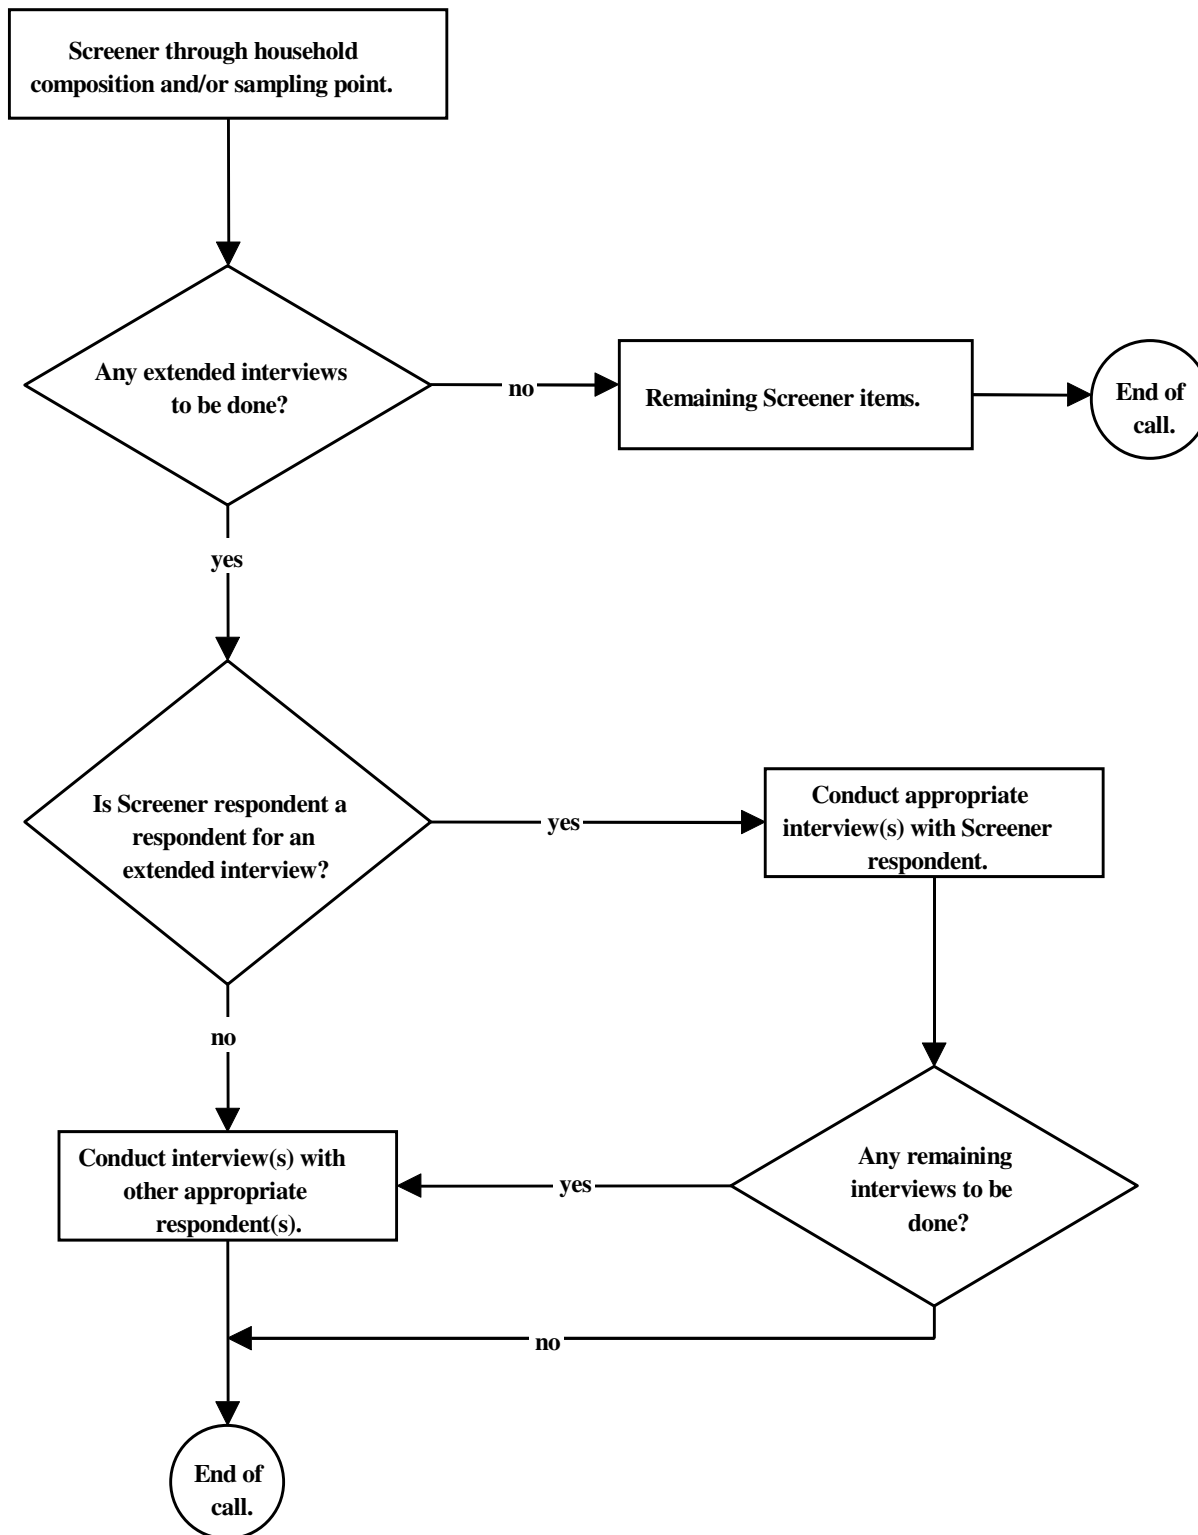 Screener through household
composition and/or sampling point.
Any extended interviews
to be done?
no
Remaining Screener items.
End of
call.
yes
Is Screener respondent a
respondent for an
extended interview?
yes
Conduct appropriate
interview(s) with Screener
respondent.
no
Conduct interview(s) with
other appropriate
respondent(s).
yes
Any remaining
interviews to be
done?
no
End of
call.